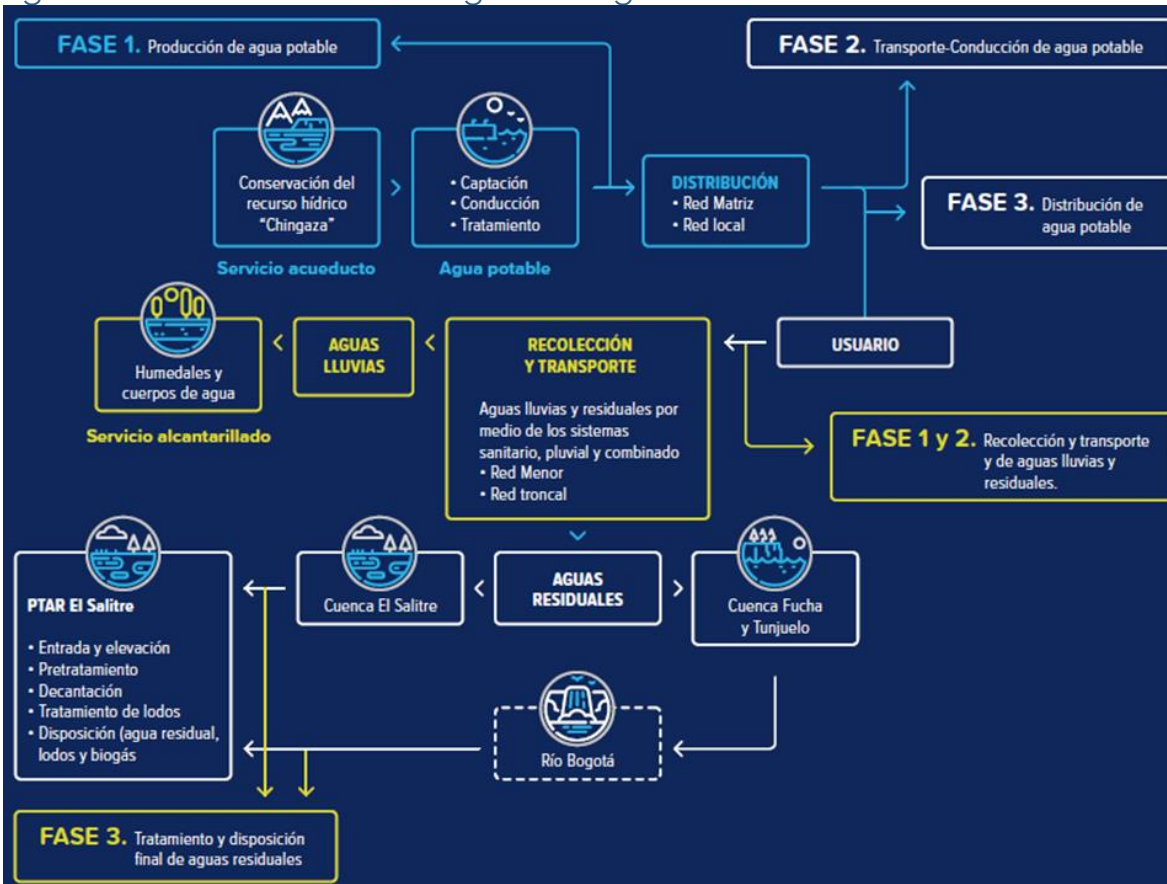 FASE 1. Producción de agua potable
FASE 2. Transporte-Conducción de agua potable
Conservación del
recurso hídrico
“Chingaza”
Servicio acueducto
• Captación
• Conducción
• Tratamiento
Agua potable
DISTRIBUCIÓN
• Red Matriz
• Red local
FASE 3. Distribución de
agua potable
Humedales y
cuerpos de agua
Servicio alcantarillado
AGUAS
LLUVIAS
RECOLECCIÓN
Y TRANSPORTE
Aguas lluvias y residuales por
medio de los sistemas
sanitario, pluvial y combinado
• Red Menor
• Red troncal
USUARIO
FASE 1 y 2. Recolección y transporte
y de aguas lluvias y
residuales.
PTAR El Salitre
• Entrada y elevación
• Pretratamiento
• Decantación
• Tratamiento de lodos
• Disposición (agua residual,
lodos y biogás
Cuenca El Salitre
AGUAS
RESIDUALES
Cuenca Fucha
y Tunjuelo
Río Bogotá
FASE 3. Tratamiento y disposición
final de aguas residuales